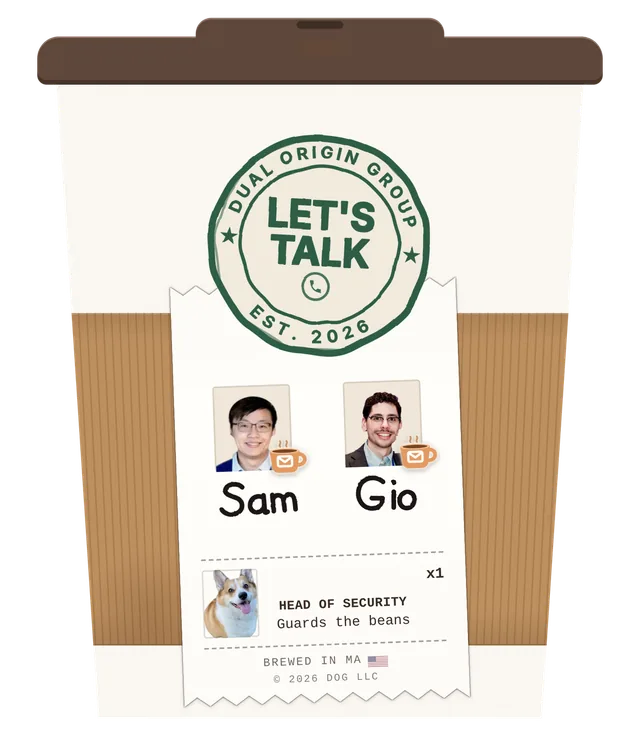 DUAL ORIGIN GROUP
LET'S
TALK
EST. 2026
Sam
Gio
x1
HEAD OF SECURITY
Guards the beans
BREWED IN MA 🇺🇸
© 2026 DOG LLC